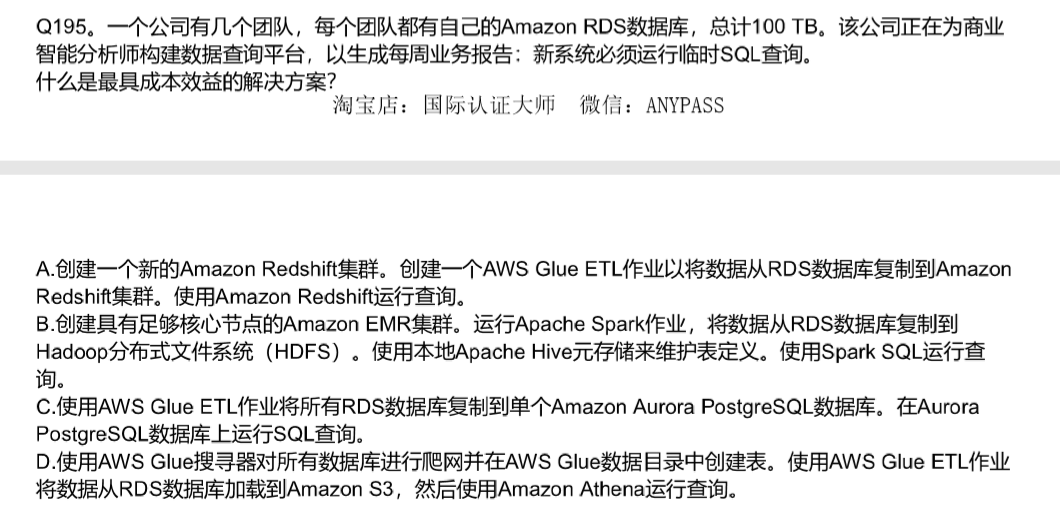 Q195。一个公司有几个团队，每个团队都有自己的Amazon RDS数据库，总计100 TB。该公司正在为商业
智能分析师构建数据查询平台，以生成每周业务报告：新系统必须运行临时SQL查询。
什么是最具成本效益的解决方案?
淘宝店：国际认证大师 微信：ANYPASS
A.创建一个新的Amazon Redshift集群。创建一个AWS Glue ETL作业以将数据从RDS数据库复制到Amazon
Redshift集群。使用Amazon Redshift运行查询。
B.创建具有足够核心节点的Amazon EMR集群。运行Apache Spark作业，将数据从RDS数据库复制到
Hadoop分布式文件系统（HDFS）。使用本地Apache Hive元存储来维护表定义。使用Spark SQL运行查
询。
C.使用AWS Glue ETL作业将所有RDS数据库复制到单个Amazon Aurora PostgreSQL数据库。在Aurora
PostgreSQL数据库上运行SQL查询。
D.使用AWS Glue搜寻器对所有数据库进行爬网并在AWS Glue数据目录中创建表。使用AWS Glue ETL作业
将数据从RDS数据库加载到Amazon S3，然后使用Amazon Athena运行查询。